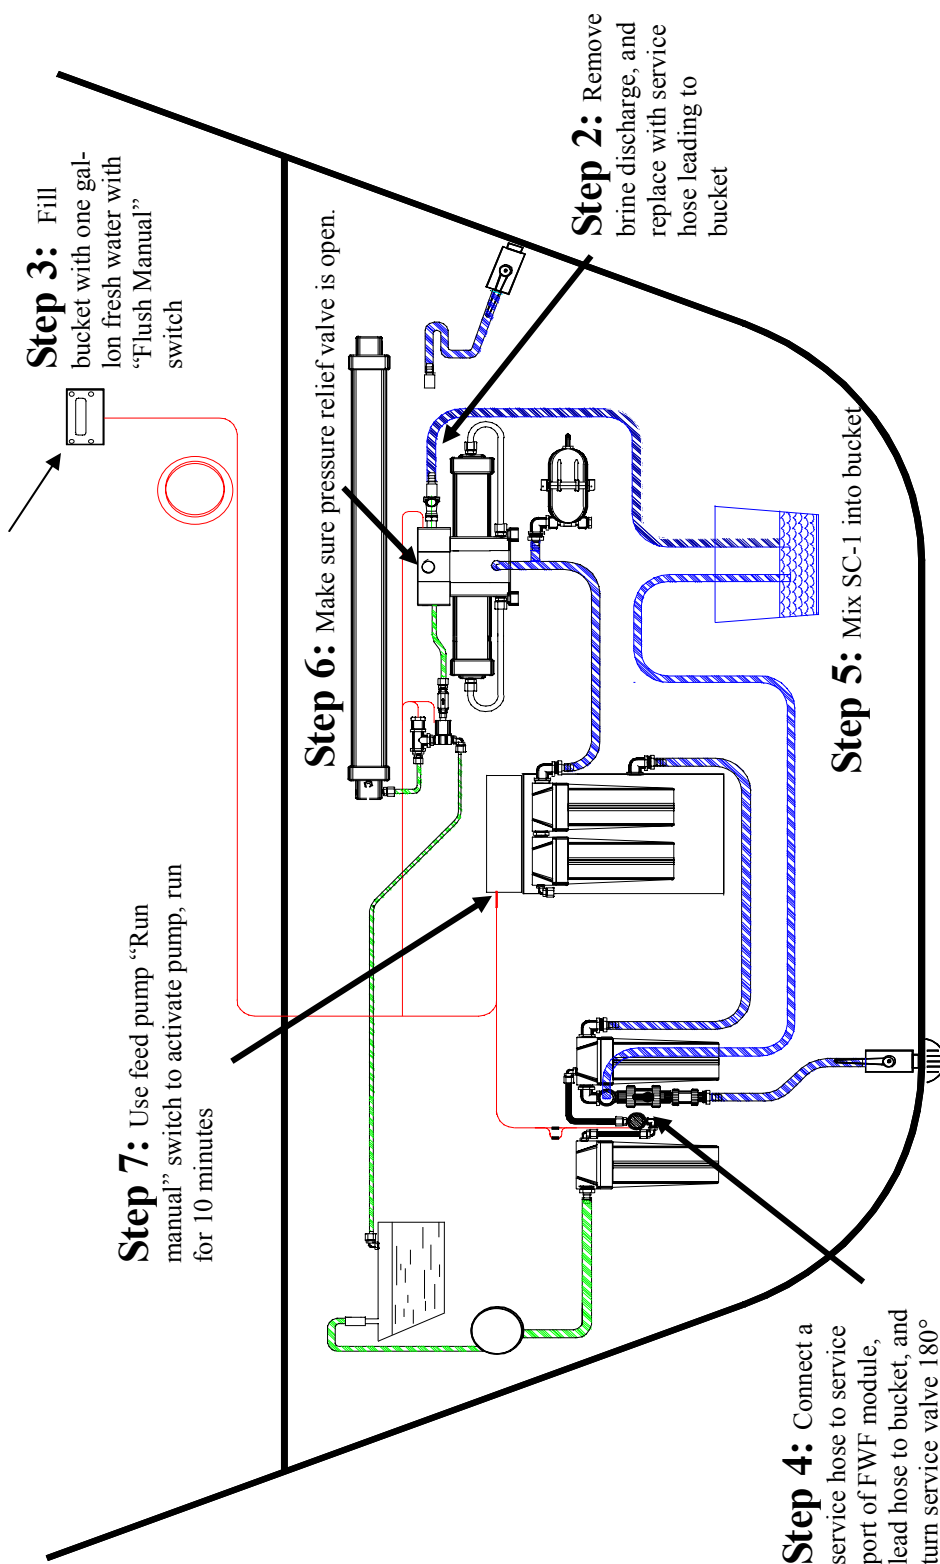 Step 2: Remove
brine discharge, and
replace with service
hose leading to
bucket
Step 3: Fill
bucket with one gal-
lon fresh water with
“Flush Manual”
switch
Step 4: Connect a
service hose to service
port of FWF module,
lead hose to bucket, and
turn service valve 180°
Step 5: Mix SC-1 into bucket
Step 6: Make sure pressure relief valve is open.
Step 7: Use feed pump “Run
manual” switch to activate pump, run
for 10 minutes